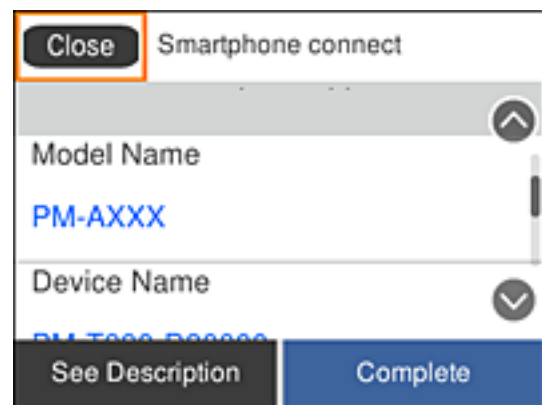 Close
Smartphone connect
Model Name
PM-AXXX
Device Name
See Description
Complete